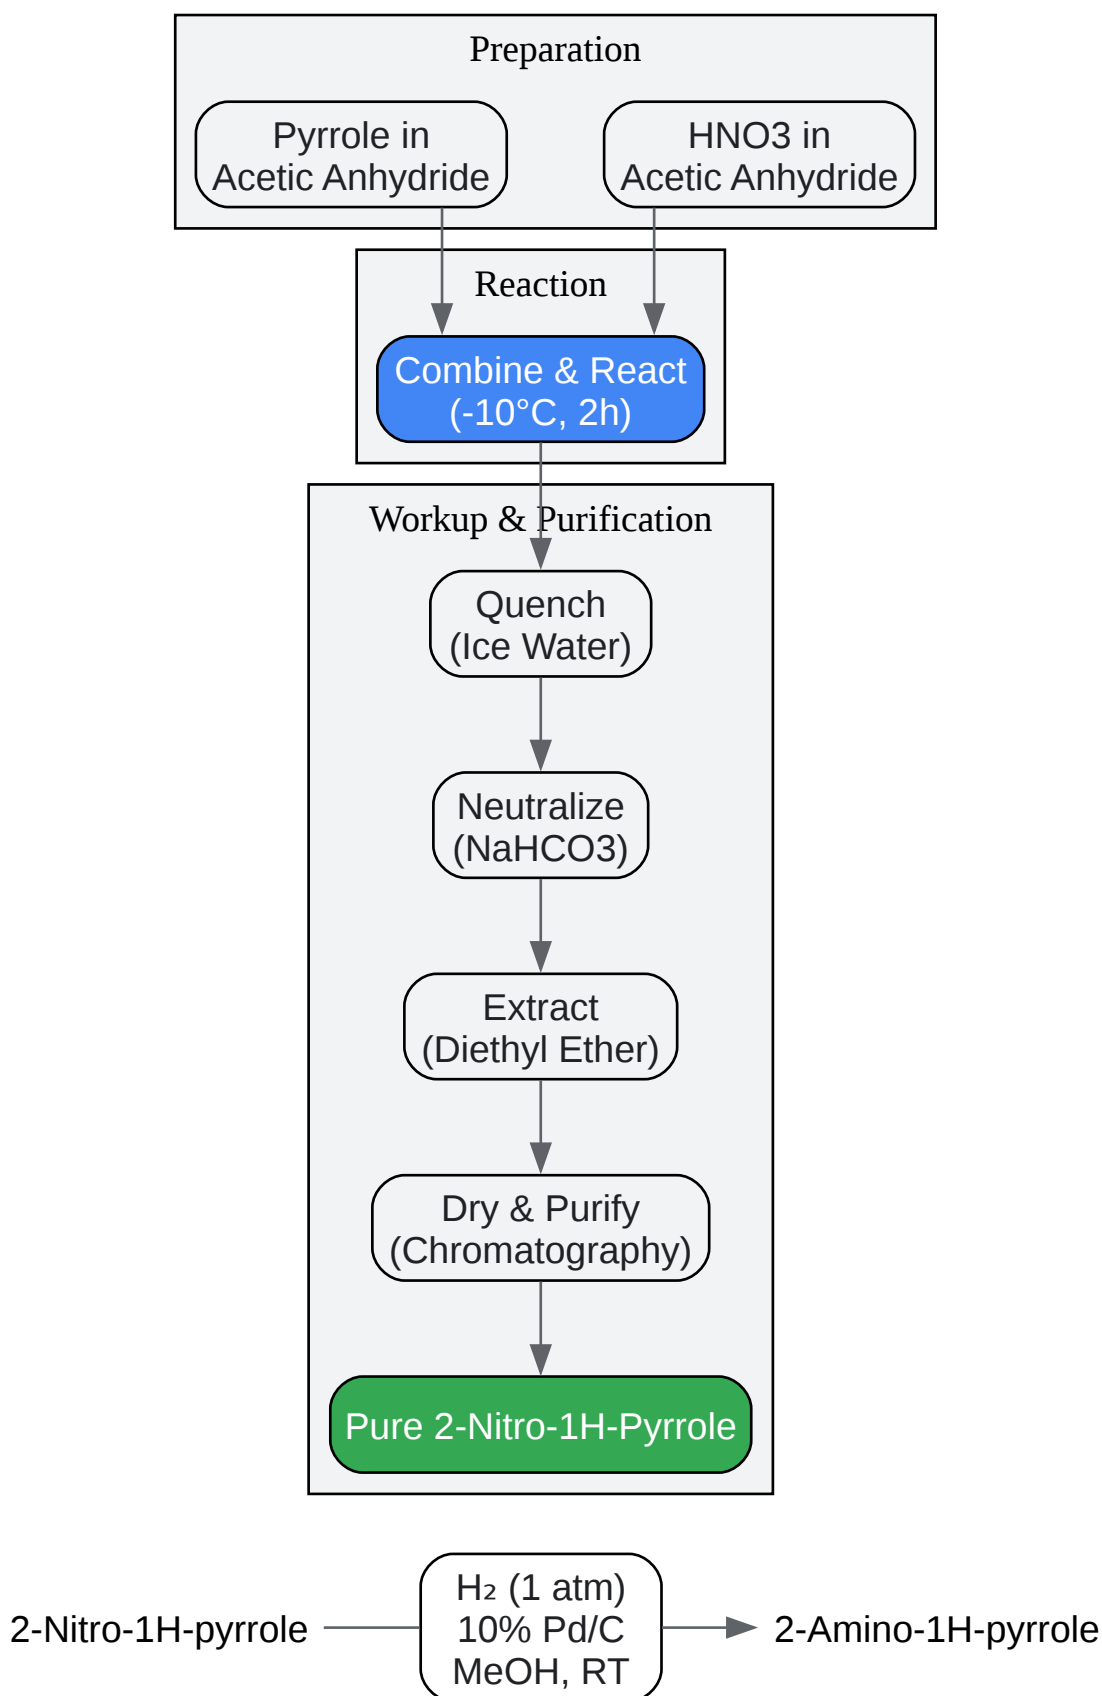 Preparation
Pyrrole in
Acetic Anhydride
HNO3 in
Acetic Anhydride
Reaction
Combine & React
(-10°C, 2h)
Workup & Purification
Quench
(Ice Water)
Neutralize
(NaHCO3)
Extract
(Diethyl Ether)
Dry & Purify
(Chromatography)
Pure 2-Nitro-1H-Pyrrole
2-Nitro-1H-pyrrole
H₂ (1 atm)
10% Pd/C
MeOH, RT
2-Amino-1H-pyrrole